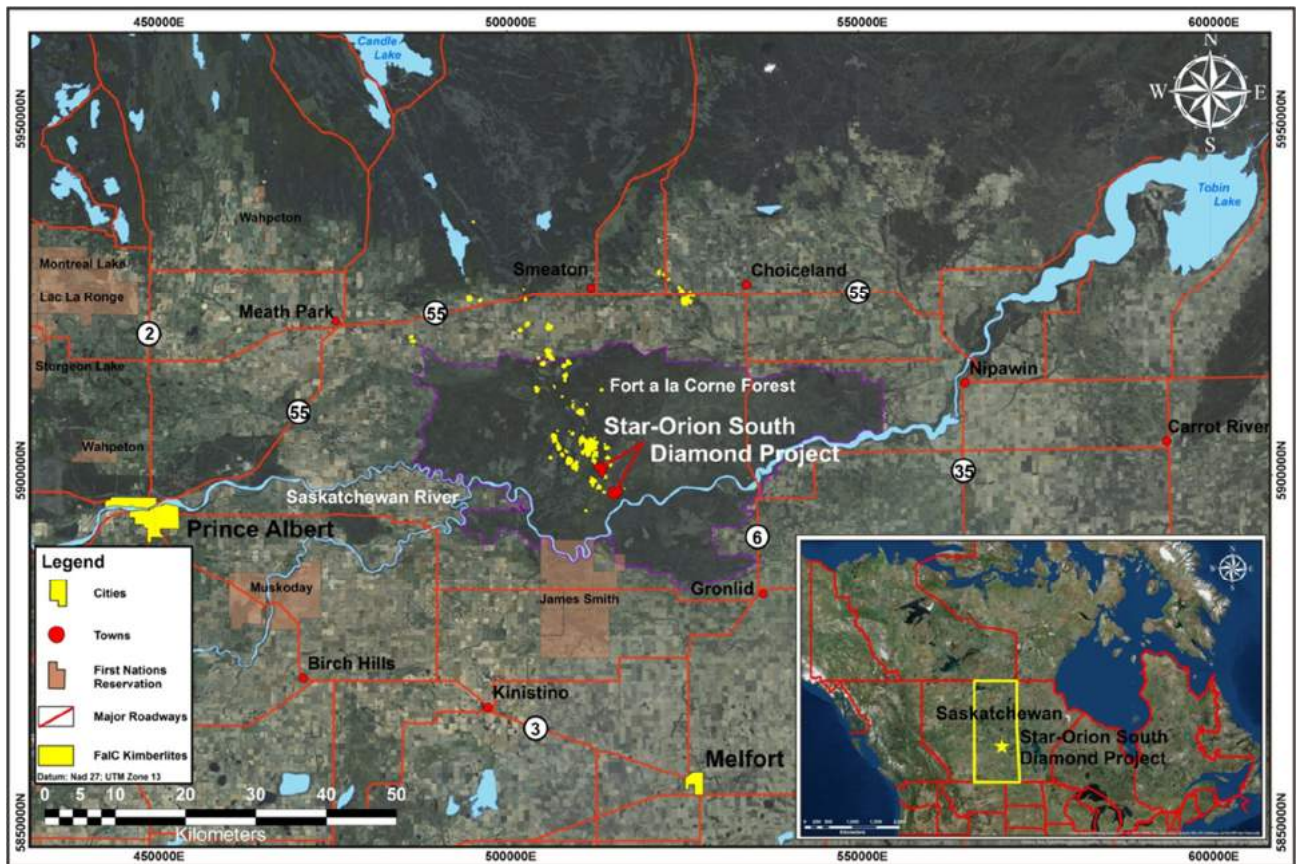 450000E
500000E
550000E
600000E
Candle
Lake
N
W
E
S
5950000N
5950000N
Tobin
Lake
Wahpeton
Montreal Lake
Smeaton
Choiceland
Lac La Ronge
55
Meath Park
55
2
Sturgeon Lake
Nipawin
Fort a la Corne Forest
55
Star-Orion South
Diamond Project
Carrot River
Wahpeton
35
5900000N
5900000N
Saskatchewan River
Prince Albert
6
Legend
Cities
Towns
First Nations
Reservation
Major Roadways
FalC Kimberlites
Datum: Nad 27; UTM Zone 13
0 10 20 30 40 50
Kilometers
Muskoday
James Smith
Gronlid
Birch Hills
Kinistino
3
Melfort
N
W
E
S
Saskatchewan
Star-Orion South
Diamond Project
Kilometers
5850000N
5850000N
450000E
500000E
550000E
600000E